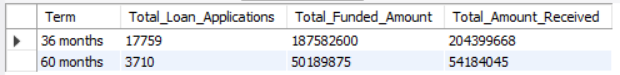 Term Total_Loan_Applications Total_Funded_Amount Total_Amount_Received
36 months 17759 187582600 204399668
60 months 3710 50189875 54184045